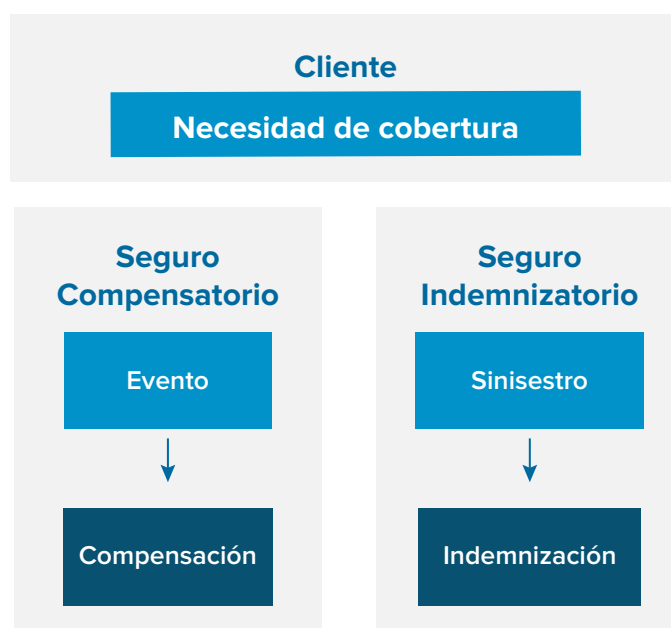 Cliente
Necesidad de cobertura
Seguro
Compensatorio
Evento
Compensación
Seguro
Indemnizatorio
Sinisestro
Indemnización